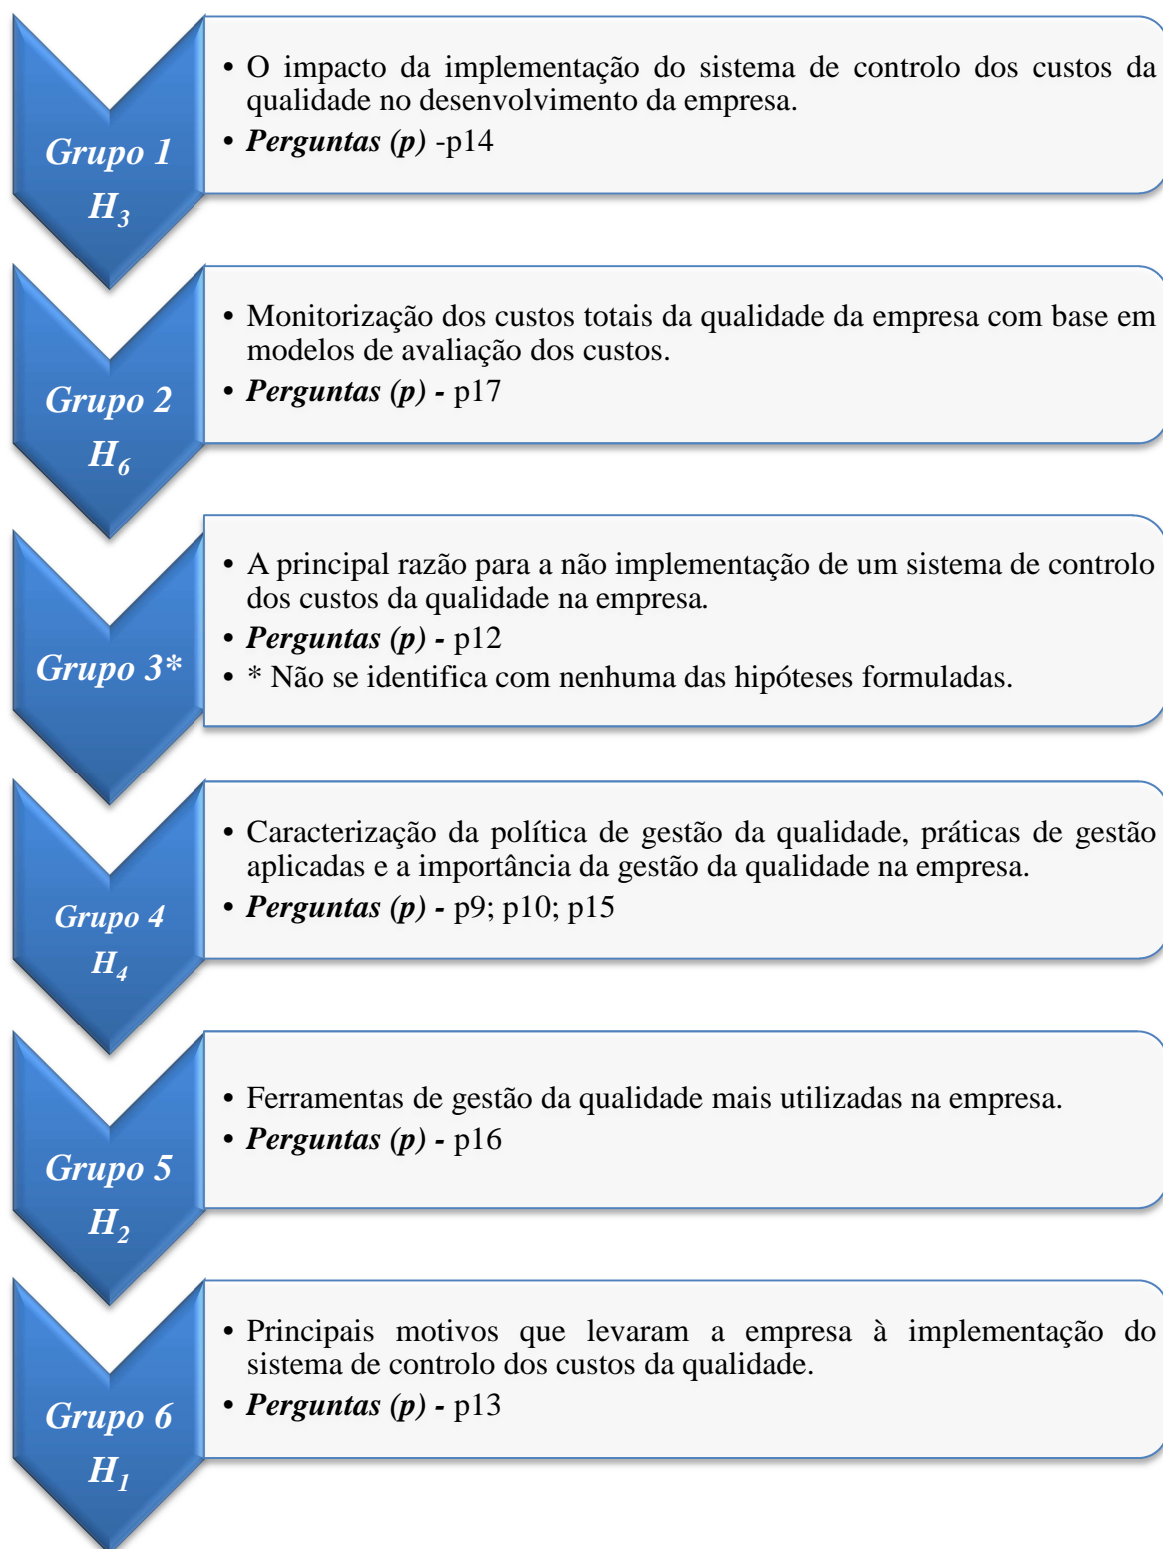 Grupo 1
H3
• O impacto da implementação do sistema de controlo dos custos da
qualidade no desenvolvimento da empresa.
• Perguntas (p) -p14
Grupo 2
H6
• Monitorização dos custos totais da qualidade da empresa com base em
modelos de avaliação dos custos.
• Perguntas (p) - p17
Grupo 3*
• A principal razão para a não implementação de um sistema de controlo
dos custos da qualidade na empresa.
• Perguntas (p) - p12
• * Não se identifica com nenhuma das hipóteses formuladas.
Grupo 4
H4
• Caracterização da política de gestão da qualidade, práticas de gestão
aplicadas e a importância da gestão da qualidade na empresa.
• Perguntas (p) - p9; p10; p15
Grupo 5
H2
• Ferramentas de gestão da qualidade mais utilizadas na empresa.
• Perguntas (p) - p16
Grupo 6
H1
• Principais motivos que levaram a empresa à implementação do
sistema de controlo dos custos da qualidade.
• Perguntas (p) - p13